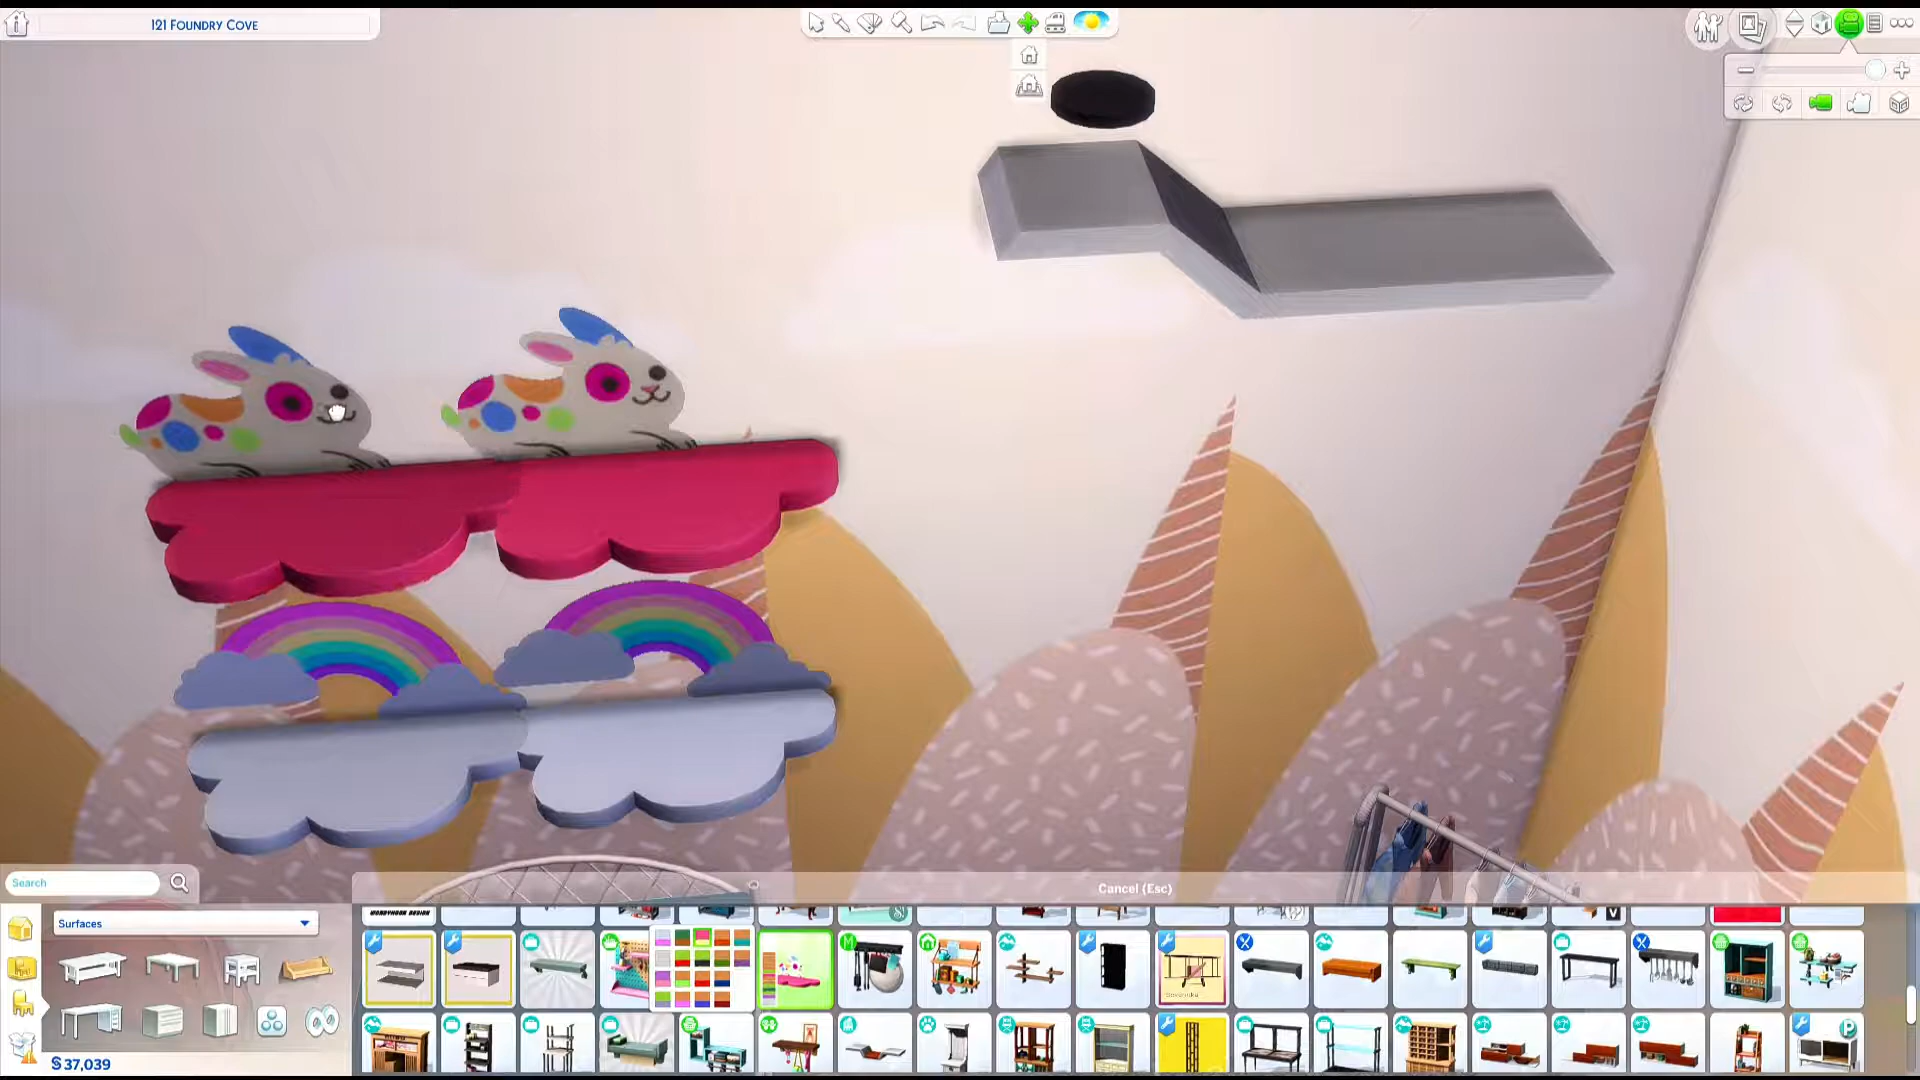 121 Foundry Cove
Cancel (Esc)
Search
Surfaces
§37,039